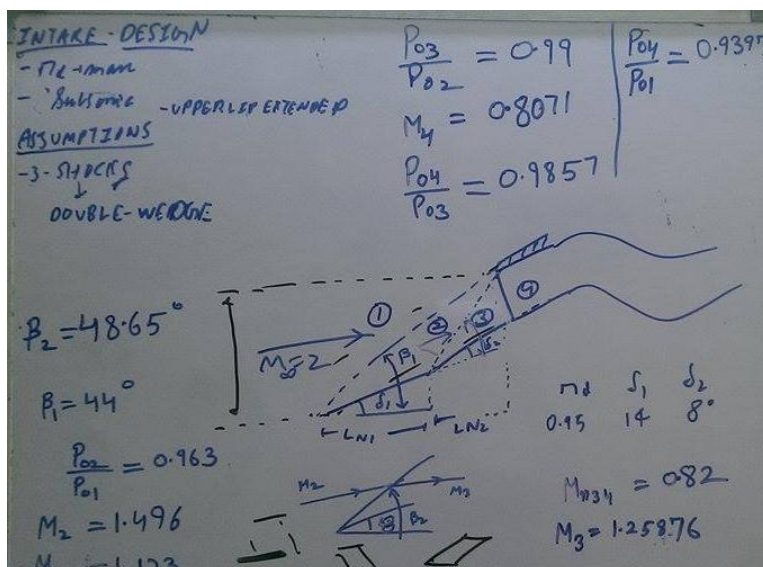 INTAKE - DESIGN
- Πd → max
- Subsonic - UPPER LIP EXTENDED
ASSUMPTIONS
- 3 - SHOCKS
↓
DOUBLE - WEDGE
P03/P02 = 0.99
M4 = 0.8071
P04/P03 = 0.9857
P04/P01 = 0.9397
β2 = 48.65°
β1 = 44°
P02/P01 = 0.963
M2 = 1.496
①
M∞=2
②
③
④
β1
δ1
δ2
LN1
LN2
πd δ1 δ2
0.95 14 8°
M2
M3
β2
= 0.82
M3 = 1.25876